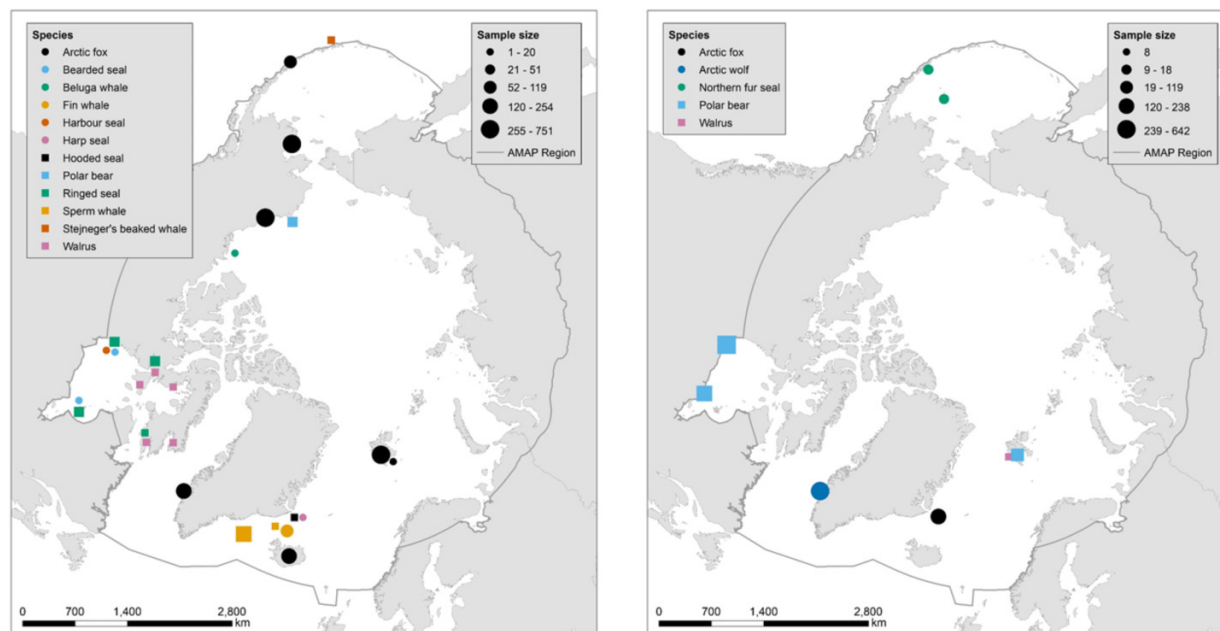 Species
Arctic fox
Bearded seal
Beluga whale
Fin whale
Harbour seal
Harp seal
Hooded seal
Polar bear
Ringed seal
Sperm whale
Stejneger's beaked whale
Walrus
Sample size
1 - 20
21 - 51
52 - 119
120 - 254
255 - 751
AMAP Region
0 700 1,400 2,800
km
Species
Arctic fox
Arctic wolf
Northern fur seal
Polar bear
Walrus
Sample size
8
9 - 18
19 - 119
120 - 238
239 - 642
AMAP Region
0 700 1,400 2,800
km